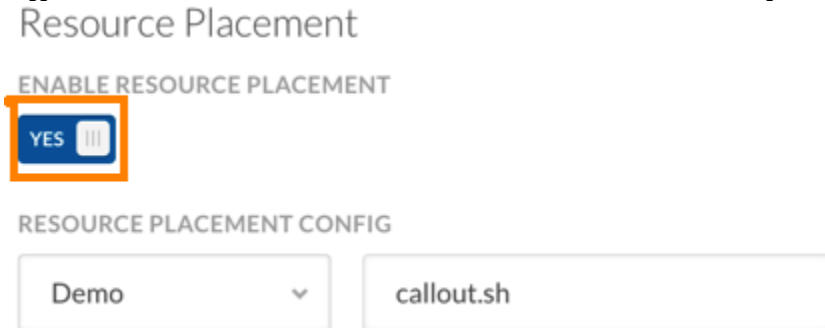 Resource Placement
ENABLE RESOURCE PLACEMENT
YES
RESOURCE PLACEMENT CONFIG
Demo callout.sh